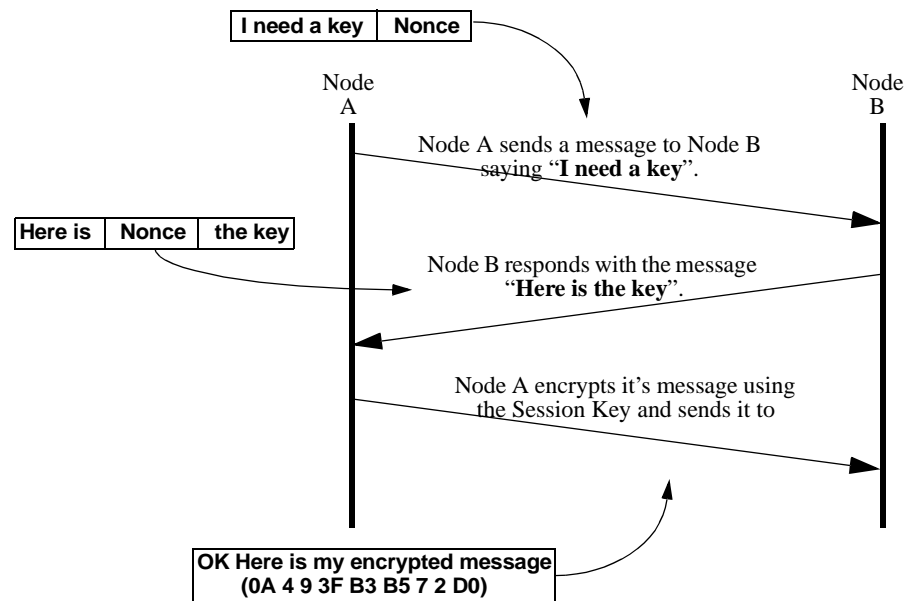 I need a key Nonce
Node
A
Node
B
Node A sends a message to Node B
saying “I need a key”.
Here is Nonce the key
Node B responds with the message
“Here is the key”.
Node A encrypts it’s message using
the Session Key and sends it to
OK Here is my encrypted message
(0A 4 9 3F B3 B5 7 2 D0)